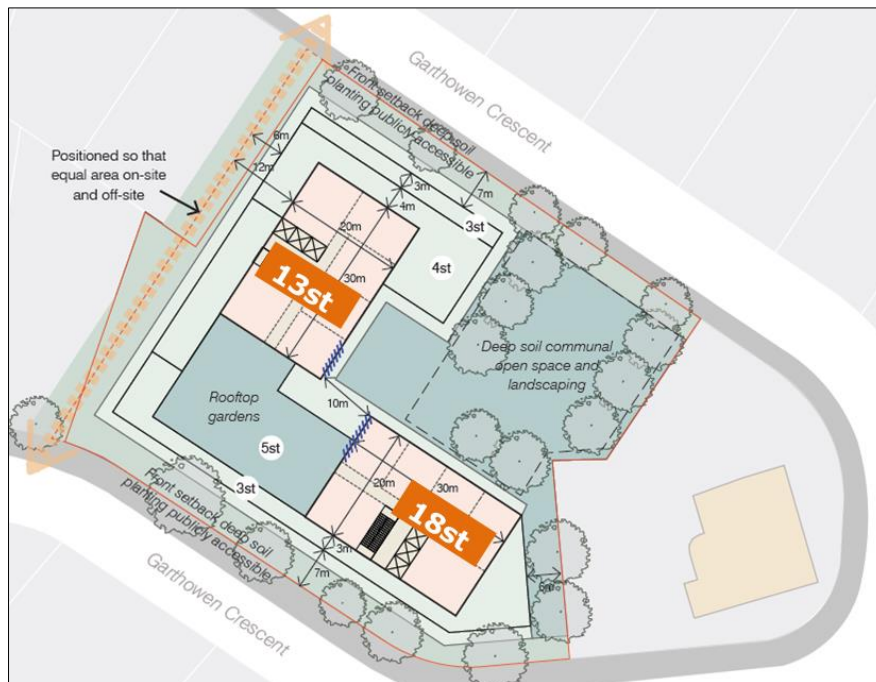 Garthowen Crescent
Front setback deep soil
planting publicly accessible
Positioned so that
equal area on-site
and off-site
6m
12m
3m
4m
7m
3st
20m
4st
30m
13st
Deep soil communal
open space and
landscaping
Rooftop
gardens
10m
5st
3st
30m
20m
18st
Front setback deep soil
planting publicly accessible
3m
7m
6m
Garthowen Crescent